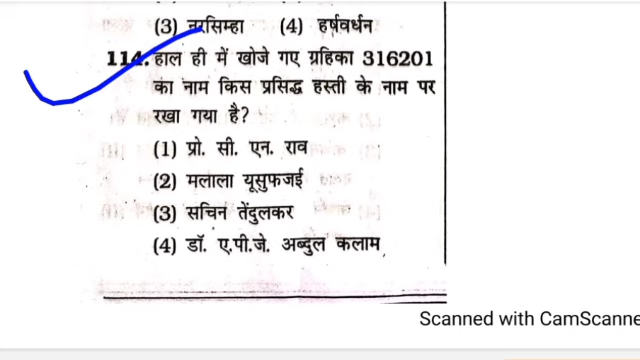 (3) नरसिम्हा (4) हर्षवर्धन
114. हाल ही में खोजे गए ग्रहिका 316201
का नाम किस प्रसिद्ध हस्ती के नाम पर
रखा गया है?
(1) प्रो. सी. एन. राव
(2) मलाला यूसुफजई
(3) सचिन तेंदुलकर
(4) डॉ. ए.पी.जे. अब्दुल कलाम
Scanned with CamScanne